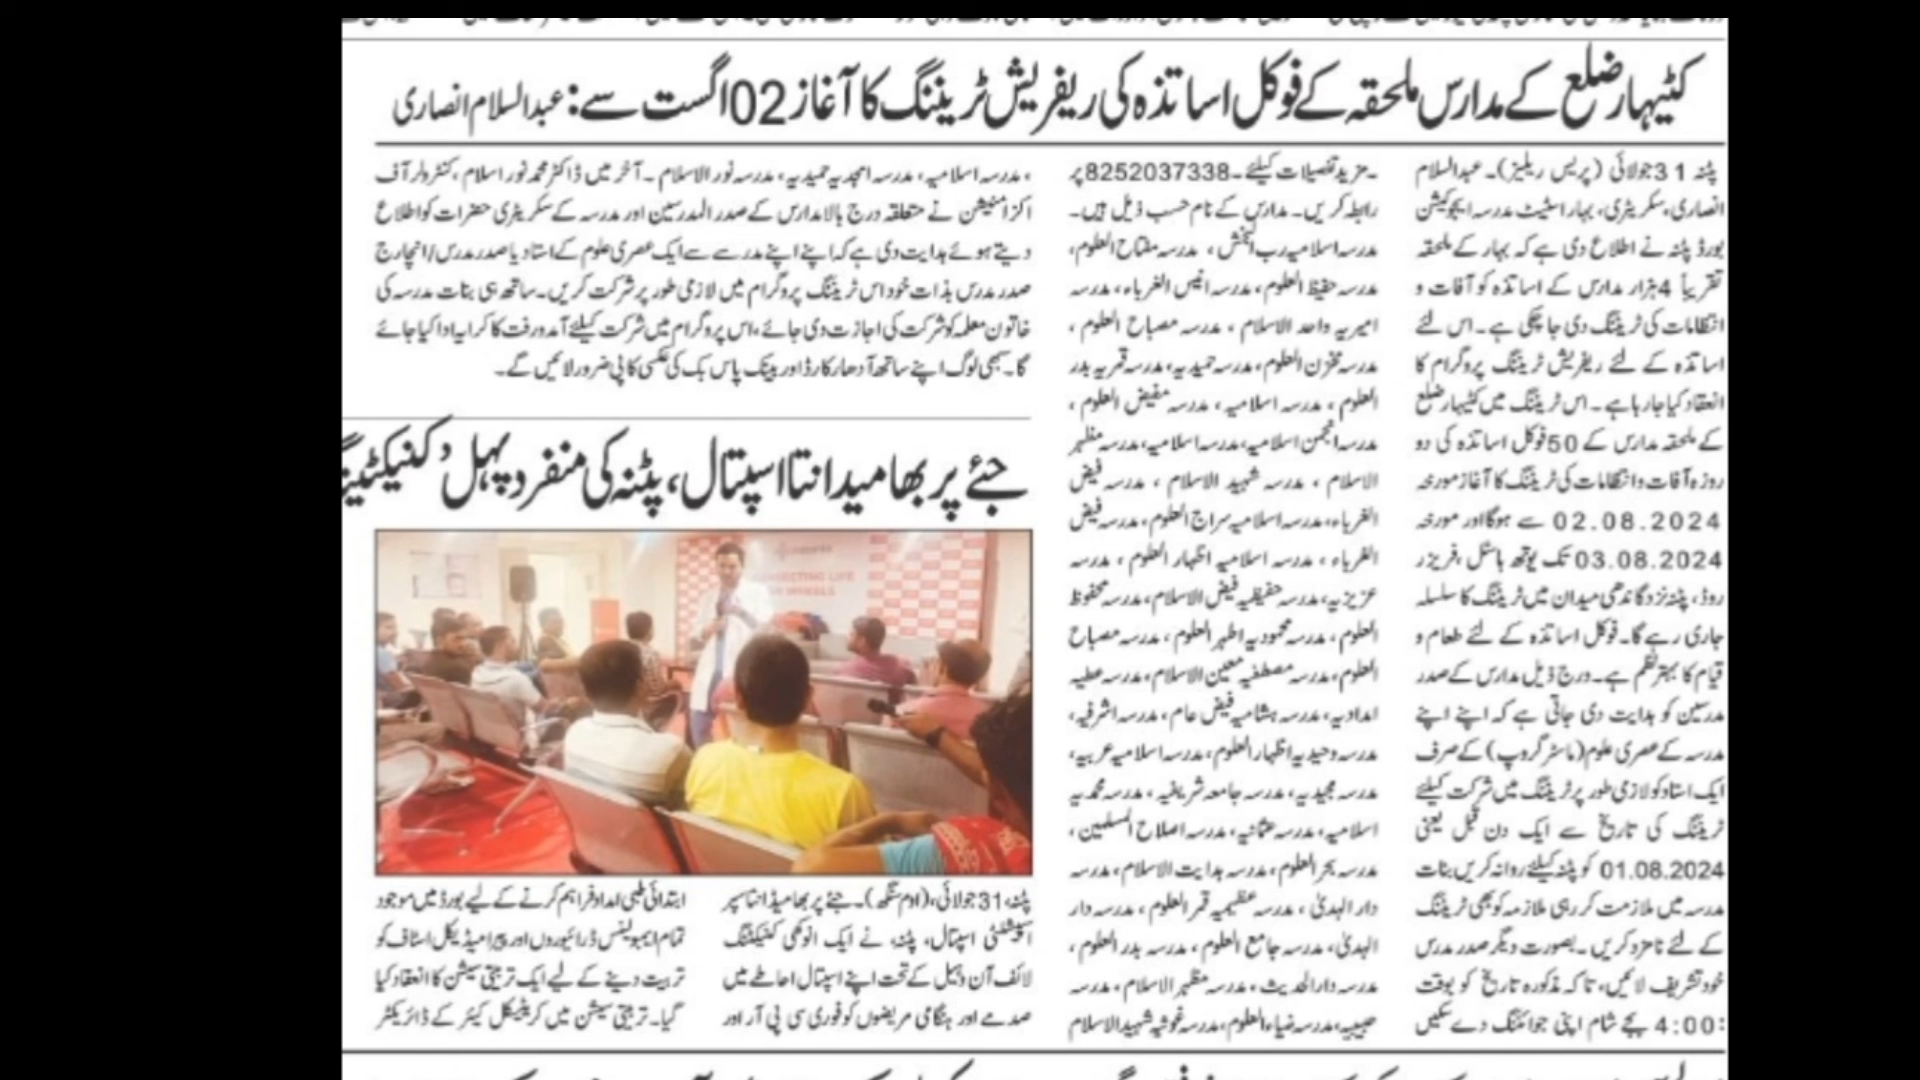 کٹیہار ضلع کے مدارس ملحقہ کے فوکل اساتذہ کی ریفریش ٹریننگ کا آغاز 02 اگست سے: عبدالسلام انصاری
پٹنہ 31 جولائی (پریس ریلیز)۔ عبدالسلام
انصاری، سکریٹری، بہار اسٹیٹ مدرسہ ایجوکیشن
بورڈ پٹنہ نے اطلاع دی ہے کہ بہار کے ملحقہ
تقریباً 4 ہزار مدارس کے اساتذہ کو آفات و
انتظامات کی ٹریننگ دی جاچکی ہے۔ اس لئے
اساتذہ کے لئے ریفریش ٹریننگ پروگرام کا
انعقاد کیا جارہا ہے۔ اس ٹریننگ میں کٹیہار ضلع
کے ملحقہ مدارس کے 50 فوکل اساتذہ کی دو
روزہ آفات و انتظامات کی ٹریننگ کا آغاز مورخہ
02.08.2024 سے ہوگا اور مورخہ
03.08.2024 تک یوتھ ہاسٹل، فریزر
روڈ، پٹنہ نزد گاندھی میدان میں ٹریننگ کا سلسلہ
جاری رہے گا۔ فوکل اساتذہ کے لئے طعام و
قیام کا بہتر نظم ہے۔ درج ذیل مدارس کے صدر
مدرسین کو ہدایت دی جاتی ہے کہ اپنے اپنے
مدرسہ کے عصری علوم (ماسٹر گروپ) کے صرف
ایک استاد کو لازمی طور پر ٹریننگ میں شرکت کیلئے
ٹریننگ کی تاریخ سے ایک دن قبل یعنی
01.08.2024 کو پٹنہ کیلئے روانہ کریں بنات
مدرسہ میں ملازمت کر رہی ملازمہ کو بھی ٹریننگ
کے لئے نامزد کریں۔ بصورت دیگر صدر مدرس
خود تشریف لائیں، تاکہ مذکورہ تاریخ کو بوقت
4:00: بجے شام اپنی جوائننگ دے سکیں
۔ مزید تفصیلات کیلئے۔ 8252037338 پر
رابطہ کریں۔ مدارس کے نام حسب ذیل ہیں۔
مدرسہ اسلامیہ رب البخش، مدرسہ مفتاح العلوم،
مدرسہ حفیظ العلوم، مدرسہ انیس الغرباء، مدرسہ
امیریہ واحد الاسلام، مدرسہ مصباح العلوم،
مدرسہ مخزن العلوم، مدرسہ حمیدیہ، مدرسہ قمریہ بدر
العلوم، مدرسہ اسلامیہ، مدرسہ مفیض العلوم،
مدرسہ انجمن اسلامیہ، مدرسہ اسلامیہ، مدرسہ مظہر
الاسلام، مدرسہ شہید الاسلام، مدرسہ فیض
الغرباء، مدرسہ اسلامیہ سراج العلوم، مدرسہ فیض
الغرباء، مدرسہ اسلامیہ اظہار العلوم، مدرسہ
عزیزیہ، مدرسہ حفیظیہ فیض الاسلام، مدرسہ محفوظ
العلوم، مدرسہ محمودیہ اطہر العلوم، مدرسہ مصباح
العلوم، مدرسہ مصطفیہ معین الاسلام، مدرسہ عطیہ
امدادیہ، مدرسہ ہشامیہ فیض عام، مدرسہ اشرفیہ،
مدرسہ وحیدیہ اظہار العلوم، مدرسہ اسلامیہ عربیہ،
مدرسہ مجیدیہ، مدرسہ جامعہ شریفیہ، مدرسہ محمدیہ
اسلامیہ، مدرسہ عثمانیہ، مدرسہ اصلاح المسلمین،
مدرسہ بحر العلوم، مدرسہ ہدایت الاسلام، مدرسہ
دار الہدیٰ، مدرسہ عظیمیہ قمر العلوم، مدرسہ دار
الہدیٰ، مدرسہ جامع العلوم، مدرسہ بدر العلوم،
مدرسہ دار الحدیث، مدرسہ مظہر الاسلام، مدرسہ
حبیبیہ، مدرسہ ضیاء العلوم، مدرسہ غوثیہ شہید الاسلام
، مدرسہ اسلامیہ، مدرسہ امجدیہ حمیدیہ، مدرسہ نور الاسلام۔ آخر میں ڈاکٹر محمد نور اسلام، کنٹرولر آف
اکزامنیشن نے متعلقہ درج بالا مدارس کے صدر المدرسین اور مدرسہ کے سکریٹری حضرات کو اطلاع
دیتے ہوئے ہدایت دی ہے کہ اپنے اپنے مدرسے سے ایک عصری علوم کے استاد یا صدر مدرس/انچارج
صدر مدرس بذات خود اس ٹریننگ پروگرام میں لازمی طور پر شرکت کریں۔ ساتھ ہی بنات مدرسہ کی
خاتون معلمہ کو شرکت کی اجازت دی جائے، اس پروگرام میں شرکت کیلئے آمدورفت کا کرایہ ادا کیا جائے
گا۔ سبھی لوگ اپنے ساتھ آدھار کارڈ اور بینک پاس بک کی عکسی کاپی ضرور لائیں گے۔
جئے پربھا میدانتا اسپتال، پٹنہ کی منفرد پہل
CONNECTING LIFE
ON WHEELS
پٹنہ، 31 جولائی، (اوم سنگھ)۔ جئے پربھا میڈانتا سپر
اسپیشلٹی اسپتال، پٹنہ، نے ایک انوکھی کنیکٹنگ
لائف آن وہیل کے تحت اپنے اسپتال احاطے میں
صدمے اور ہنگامی مریضوں کو فوری سی پی آر اور
ابتدائی طبی امداد فراہم کرنے کے لیے بورڈ میں موجود
تمام ایمبولینس ڈرائیوروں اور پیرا میڈیکل اسٹاف کو
تربیت دینے کے لیے ایک تربیتی سیشن کا انعقاد کیا
گیا۔ تربیتی سیشن میں کریٹیکل کیئر کے ڈائریکٹر